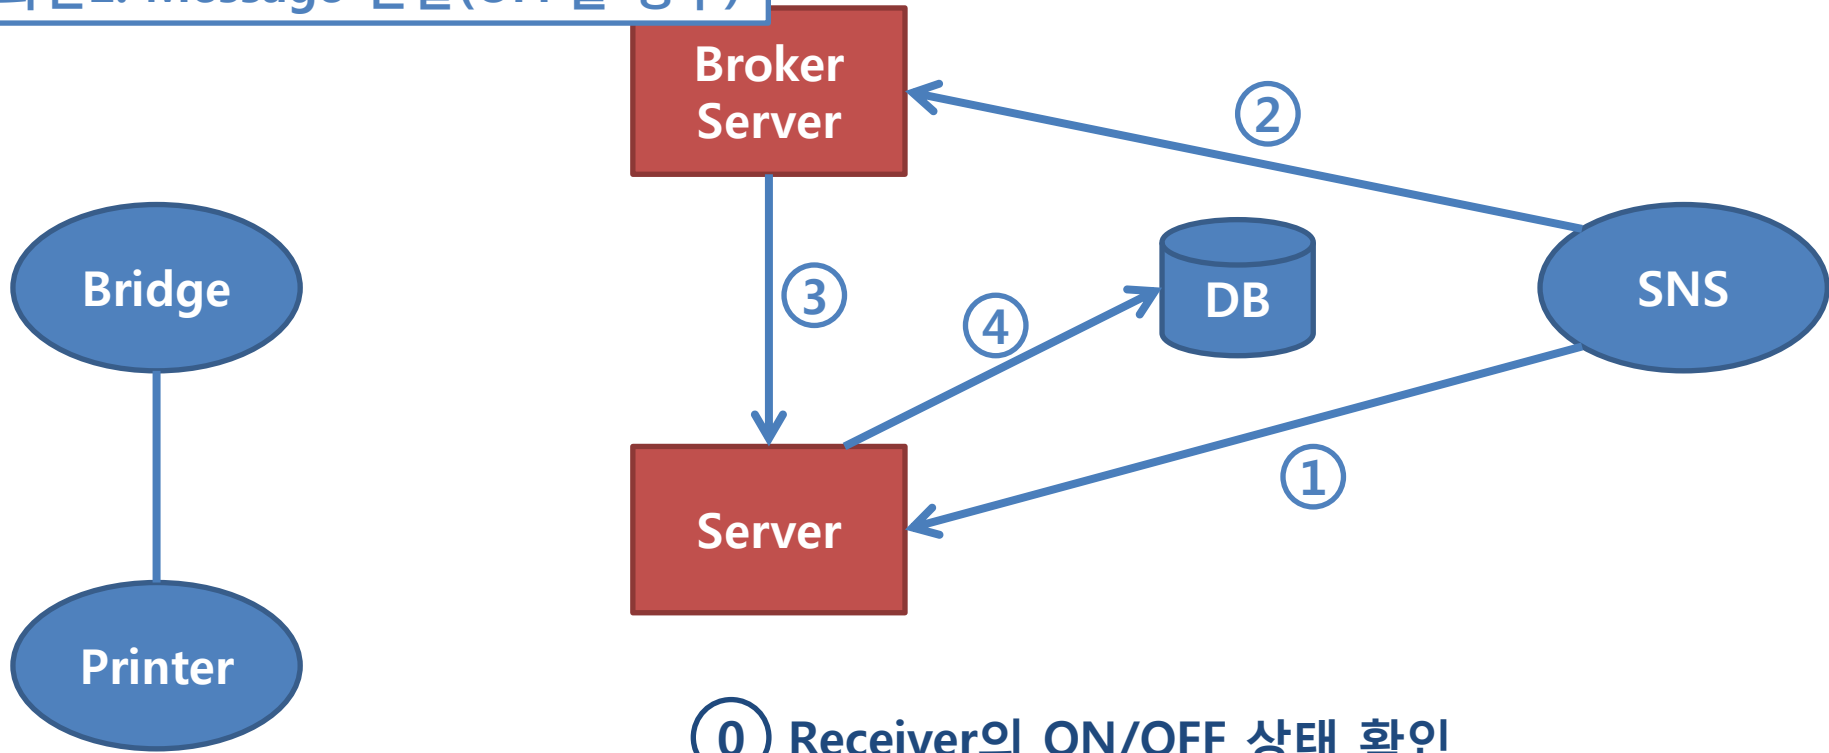 Message
Broker
Server
②
Bridge
③
④
DB
SNS
①
Server
Printer
⓪ Receiver의 ON/OFF 상태 확인